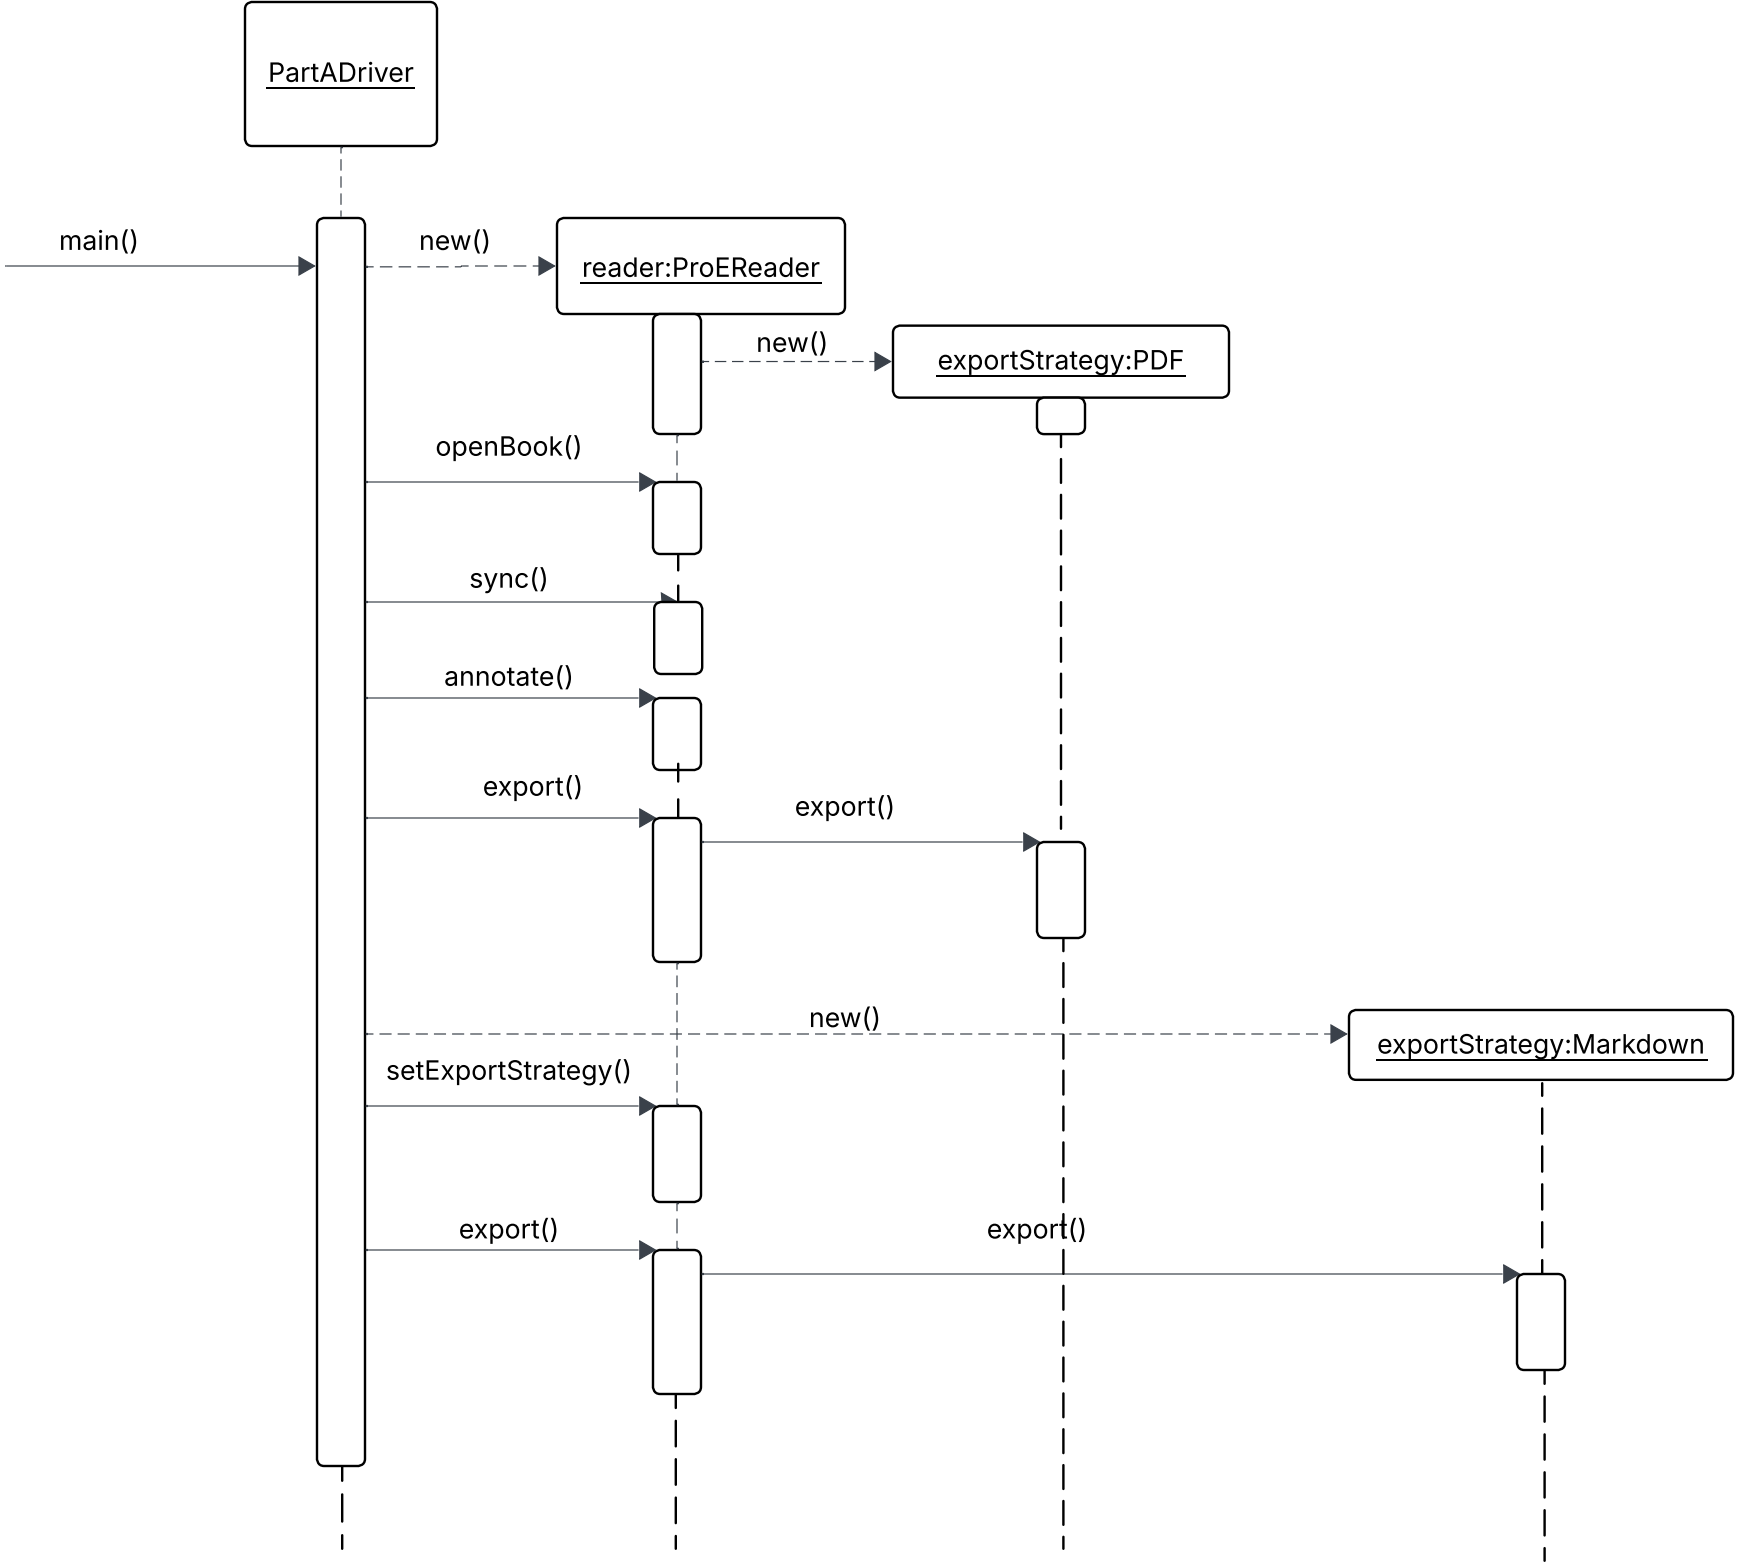 PartADriver
main()
new()
reader:ProEReader
new()
exportStrategy:PDF
openBook()
sync()
annotate()
export()
export()
new()
exportStrategy:Markdown
setExportStrategy()
export()
export()